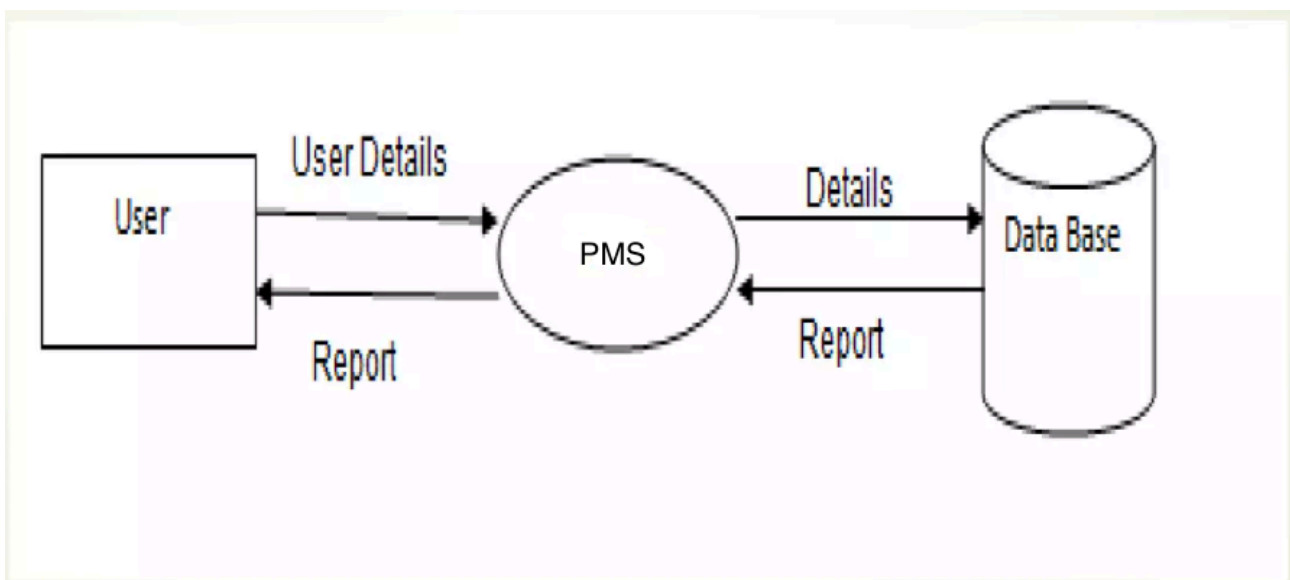 User Details
User
Details
PMS
Data Base
Report
Report